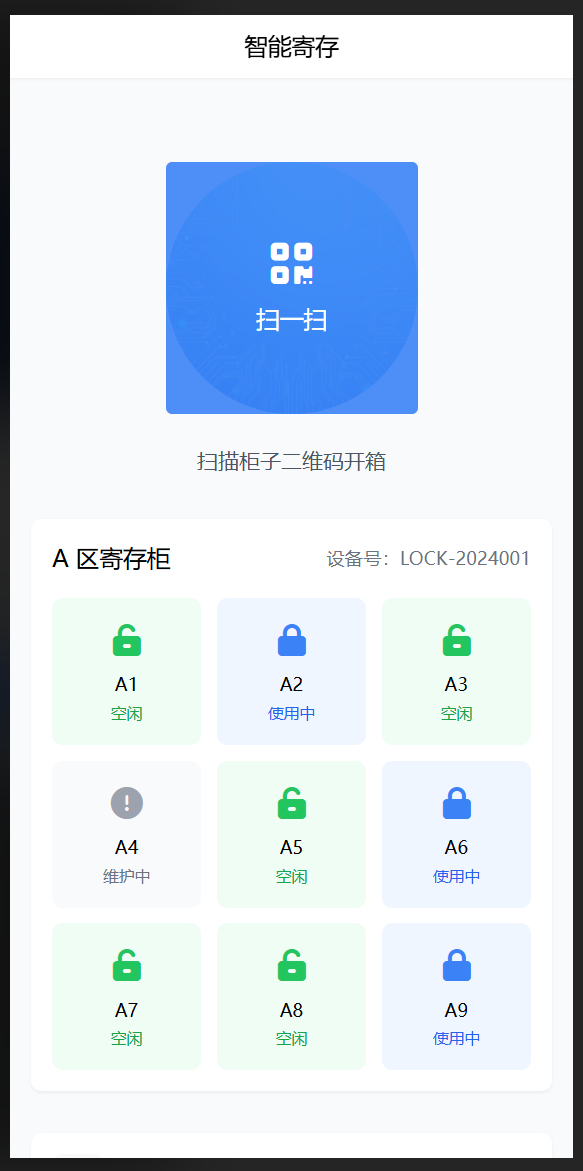 智能寄存
扫一扫
扫描柜子二维码开箱
A 区寄存柜
设备号：LOCK-2024001
A1
空闲
A2
使用中
A3
空闲
A4
维护中
A5
空闲
A6
使用中
A7
空闲
A8
空闲
A9
使用中